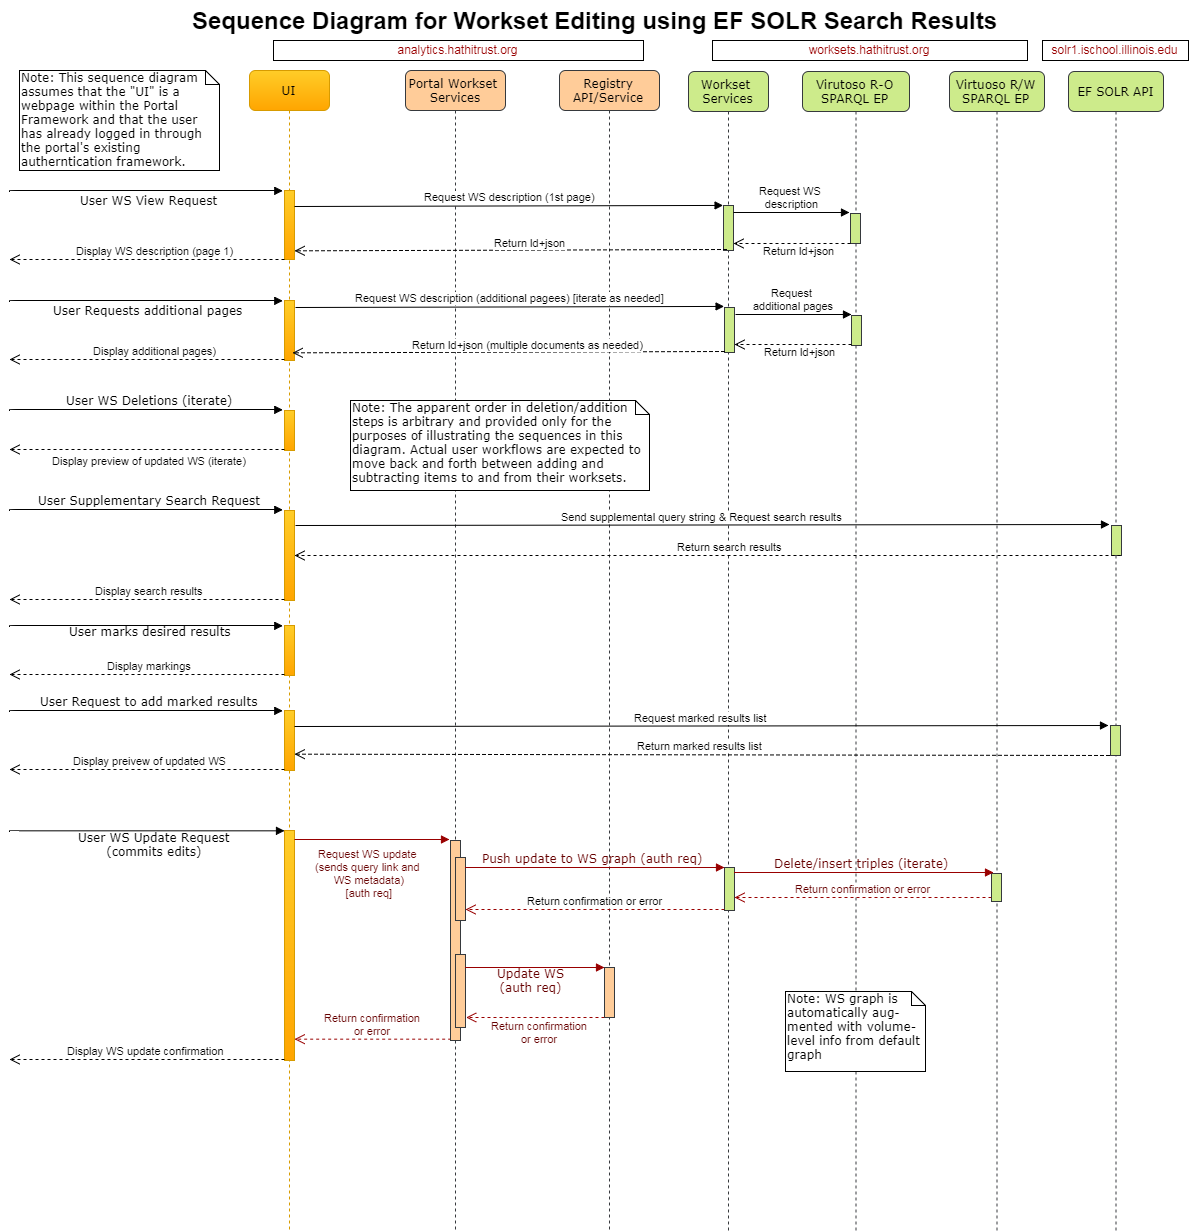 Sequence Diagram for Workset Editing using EF SOLR Search Results
analytics.hathitrust.org
worksets.hathitrust.org
solr1.ischool.illinois.edu
Note: This sequence diagram
assumes that the "UI" is a
webpage within the Portal
Framework and that the user
has already logged in through
the portal's existing
autherntication framework.
UI
Portal Workset
Services
Registry
API/Service
Workset
Services
Virutoso R-O
SPARQL EP
Virtuoso R/W
SPARQL EP
EF SOLR API
User WS View Request
Request WS description (1st page)
Request WS
description
Return ld+json
Return ld+json
Display WS description (page 1)
User Requests additional pages
Request WS description (additional pagees) [iterate as needed]
Request
additional pages
Return ld+json (multiple documents as needed)
Return ld+json
Display additional pages)
User WS Deletions (iterate)
Display preview of updated WS (iterate)
Note: The apparent order in deletion/addition
steps is arbitrary and provided only for the
purposes of illustrating the sequences in this
diagram. Actual user workflows are expected to
move back and forth between adding and
subtracting items to and from their worksets.
User Supplementary Search Request
Send supplemental query string & Request search results
Return search results
Display search results
User marks desired results
Display markings
User Request to add marked results
Request marked results list
Return marked results list
Display preivew of updated WS
User WS Update Request
(commits edits)
Request WS update
(sends query link and
WS metadata)
[auth req]
Push update to WS graph (auth req)
Delete/insert triples (iterate)
Return confirmation or error
Return confirmation or error
Update WS
(auth req)
Return confirmation
or error
Return confirmation
or error
Display WS update confirmation
Note: WS graph is
automatically aug-
mented with volume-
level info from default
graph